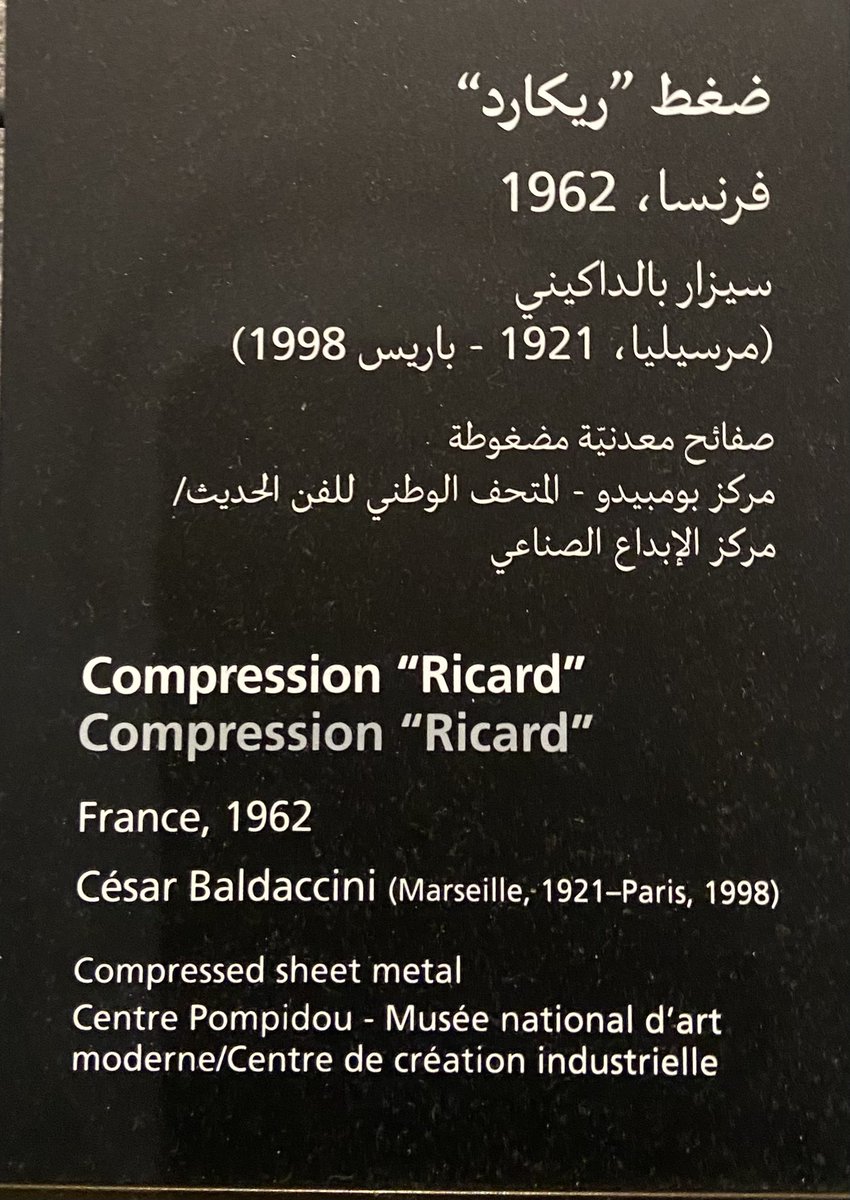 ضغط ”ريكارد“
فرنسا، 1962
سيزار بالداكيني
(مرسيليا، 1921 - باريس 1998)
صفائح معدنيّة مضغوطة
مركز بومبيدو - المتحف الوطني للفن الحديث/
مركز الإبداع الصناعي
Compression “Ricard”
Compression “Ricard”
France, 1962
César Baldaccini (Marseille, 1921–Paris, 1998)
Compressed sheet metal
Centre Pompidou - Musée national d’art
moderne/Centre de création industrielle